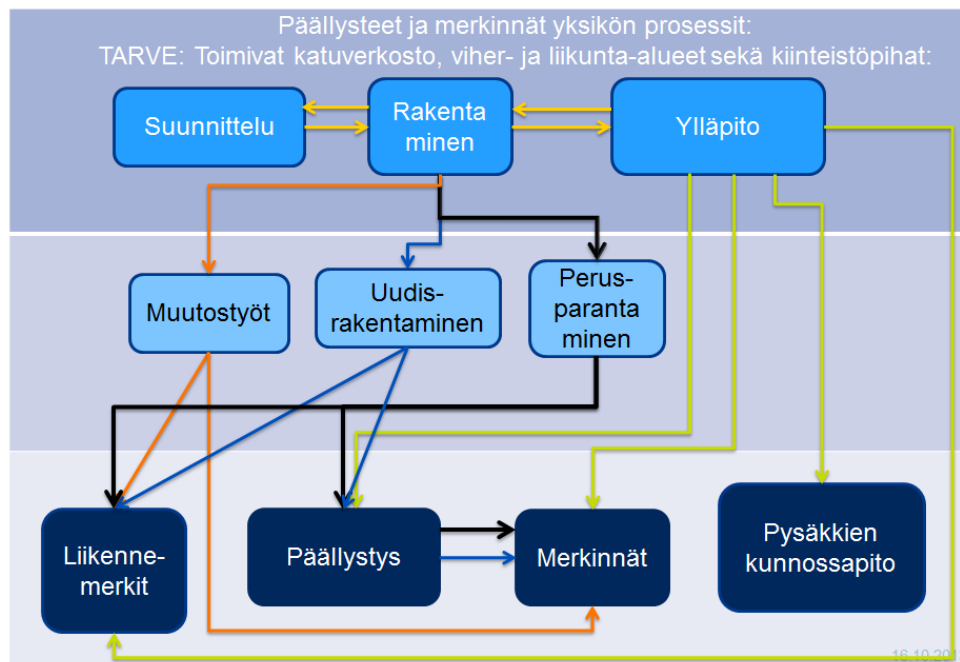 Päällysteet ja merkinnät yksikön prosessit:
TARVE: Toimivat katuverkosto, viher- ja liikunta-alueet sekä kiinteistöpihat:
Suunnittelu
Rakenta
minen
Ylläpito
Muutostyöt
Uudis-
rakentaminen
Perus-
paranta
minen
Liikenne-
merkit
Päällystys
Merkinnät
Pysäkkien
kunnossapito